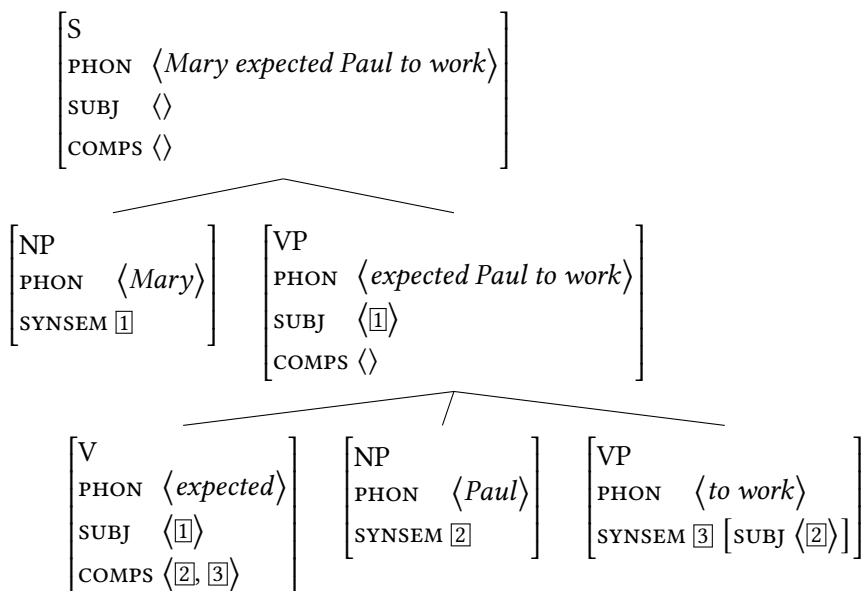 S
PHON ⟨Mary expected Paul to work⟩
SUBJ ⟨⟩
COMPS ⟨⟩
NP
PHON ⟨Mary⟩
SYNSEM 1
VP
PHON ⟨expected Paul to work⟩
SUBJ ⟨1⟩
COMPS ⟨⟩
V
PHON ⟨expected⟩
SUBJ ⟨1⟩
COMPS ⟨2, 3⟩
NP
PHON ⟨Paul⟩
SYNSEM 2
VP
PHON ⟨to work⟩
SYNSEM 3 [SUBJ ⟨2⟩]